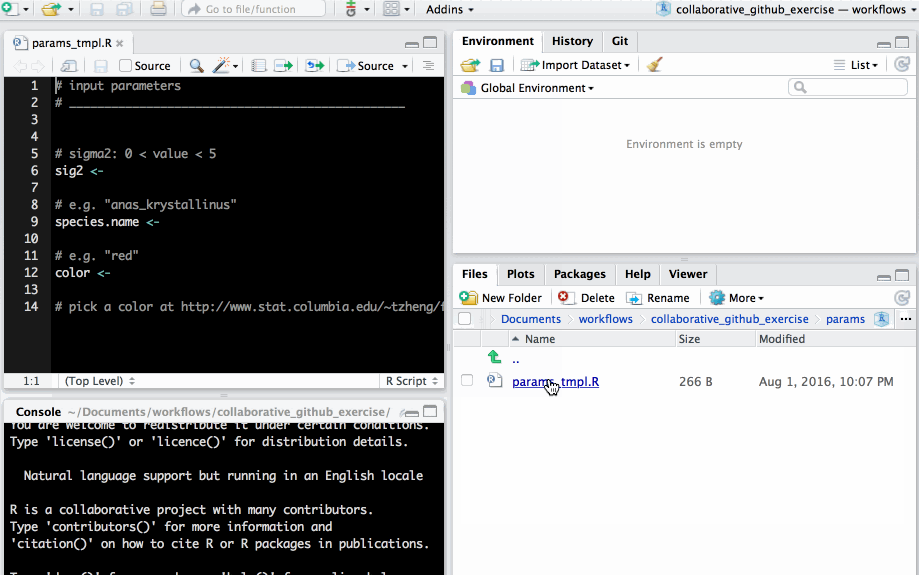 Go to file/function
Addins
collaborative_github_exercise — workflows
params_tmpl.R
Source
Source
1 # input parameters
2 # ________________________________________________
3
4
5 # sigma2: 0 < value < 5
6 sig2 <-
7
8 # e.g. "anas_krystallinus"
9 species.name <-
10
11 # e.g. "red"
12 color <-
13
14 # pick a color at http://www.stat.columbia.edu/~tzheng/f
1:1 (Top Level) R Script
Console ~/Documents/workflows/collaborative_github_exercise/
You are welcome to redistribute it under certain conditions.
Type 'license()' or 'licence()' for distribution details.
Natural language support but running in an English locale
R is a collaborative project with many contributors.
Type 'contributors()' for more information and
'citation()' on how to cite R or R packages in publications.
Environment History Git
Import Dataset List
Global Environment
Environment is empty
Files Plots Packages Help Viewer
New Folder Delete Rename More
Documents workflows collaborative_github_exercise params ...
Name Size Modified
..
params_tmpl.R 266 B Aug 1, 2016, 10:07 PM